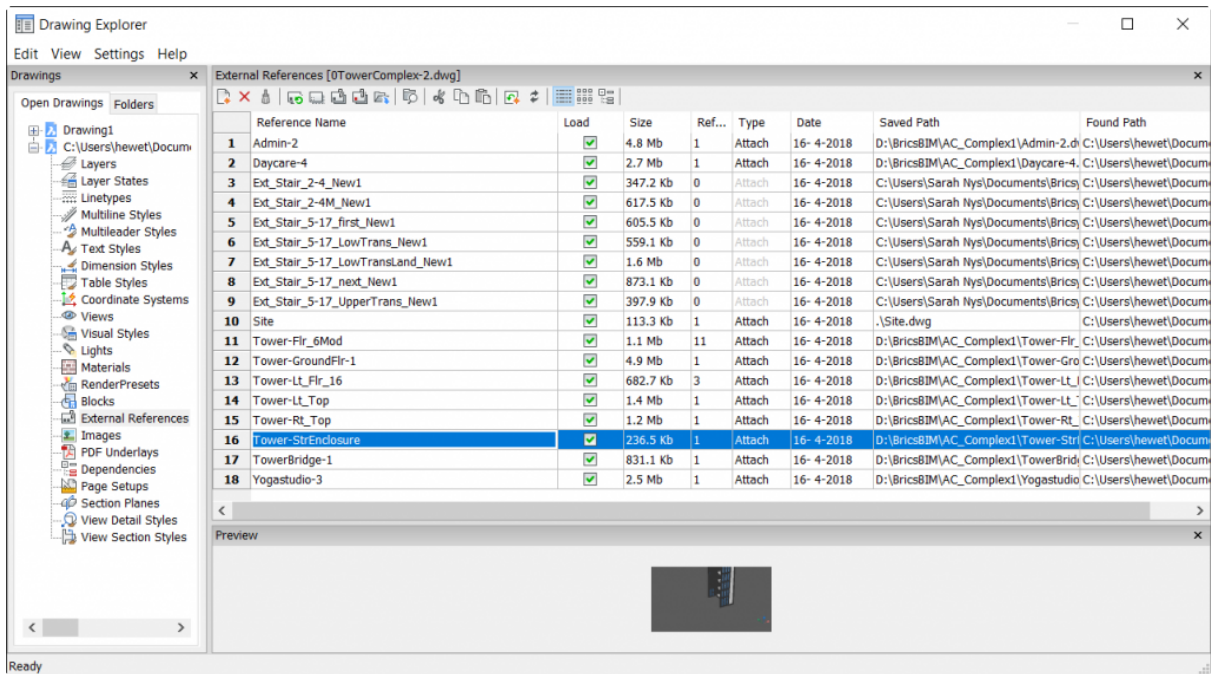 Drawing Explorer
Edit View Settings Help
Drawings
External References [0TowerComplex-2.dwg]
Open Drawings Folders
Drawing1
C:\Users\hewet\Docum
Layers
Layer States
Linetypes
Multiline Styles
Multileader Styles
Text Styles
Dimension Styles
Table Styles
Coordinate Systems
Views
Visual Styles
Lights
Materials
RenderPresets
Blocks
External References
Images
PDF Underlays
Dependencies
Page Setups
Section Planes
View Detail Styles
View Section Styles
Reference Name Load Size Ref... Type Date Saved Path Found Path
1 Admin-2 4.8 Mb 1 Attach 16- 4-2018 D:\BricsBIM\AC_Complex1\Admin-2.d C:\Users\hewet\Docum
2 Daycare-4 2.7 Mb 1 Attach 16- 4-2018 D:\BricsBIM\AC_Complex1\Daycare-4. C:\Users\hewet\Docum
3 Ext_Stair_2-4_New1 347.2 Kb 0 Attach 16- 4-2018 C:\Users\Sarah Nys\Documents\Brics C:\Users\hewet\Docum
4 Ext_Stair_2-4M_New1 617.5 Kb 0 Attach 16- 4-2018 C:\Users\Sarah Nys\Documents\Brics C:\Users\hewet\Docum
5 Ext_Stair_5-17_first_New1 605.5 Kb 0 Attach 16- 4-2018 C:\Users\Sarah Nys\Documents\Brics C:\Users\hewet\Docum
6 Ext_Stair_5-17_LowTrans_New1 559.1 Kb 0 Attach 16- 4-2018 C:\Users\Sarah Nys\Documents\Brics C:\Users\hewet\Docum
7 Ext_Stair_5-17_LowTransLand_New1 1.6 Mb 0 Attach 16- 4-2018 C:\Users\Sarah Nys\Documents\Brics C:\Users\hewet\Docum
8 Ext_Stair_5-17_next_New1 873.1 Kb 0 Attach 16- 4-2018 C:\Users\Sarah Nys\Documents\Brics C:\Users\hewet\Docum
9 Ext_Stair_5-17_UpperTrans_New1 397.9 Kb 0 Attach 16- 4-2018 C:\Users\Sarah Nys\Documents\Brics C:\Users\hewet\Docum
10 Site 113.3 Kb 1 Attach 16- 4-2018 .\Site.dwg C:\Users\hewet\Docum
11 Tower-Flr_6Mod 1.1 Mb 11 Attach 16- 4-2018 D:\BricsBIM\AC_Complex1\Tower-Flr_ C:\Users\hewet\Docum
12 Tower-GroundFlr-1 4.9 Mb 1 Attach 16- 4-2018 D:\BricsBIM\AC_Complex1\Tower-Gro C:\Users\hewet\Docum
13 Tower-Lt_Flr_16 682.7 Kb 3 Attach 16- 4-2018 D:\BricsBIM\AC_Complex1\Tower-Lt_ C:\Users\hewet\Docum
14 Tower-Lt_Top 1.4 Mb 1 Attach 16- 4-2018 D:\BricsBIM\AC_Complex1\Tower-Lt_ C:\Users\hewet\Docum
15 Tower-Rt_Top 1.2 Mb 1 Attach 16- 4-2018 D:\BricsBIM\AC_Complex1\Tower-Rt_ C:\Users\hewet\Docum
16 Tower-StrEnclosure 236.5 Kb 1 Attach 16- 4-2018 D:\BricsBIM\AC_Complex1\Tower-Str C:\Users\hewet\Docum
17 TowerBridge-1 831.1 Kb 1 Attach 16- 4-2018 D:\BricsBIM\AC_Complex1\TowerBrid C:\Users\hewet\Docum
18 Yogastudio-3 2.5 Mb 1 Attach 16- 4-2018 D:\BricsBIM\AC_Complex1\Yogastudio C:\Users\hewet\Docum
Preview
Ready